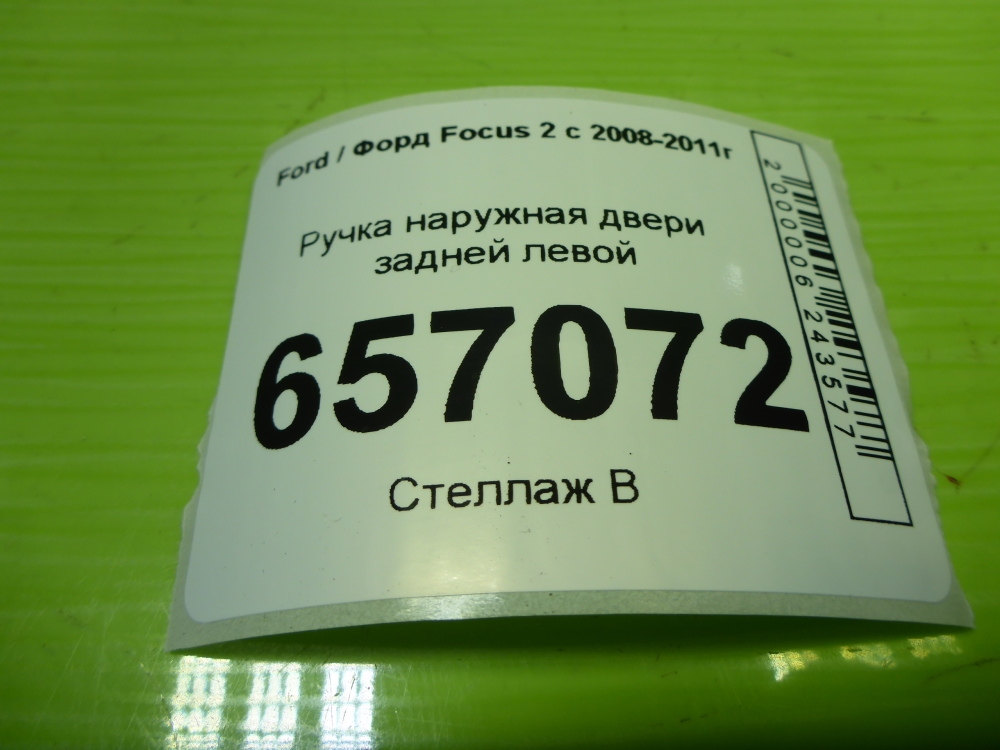 Ford / Форд Focus 2 с 2008-2011г
Ручка наружная двери
задней левой
657072
Стеллаж В
2000006243577